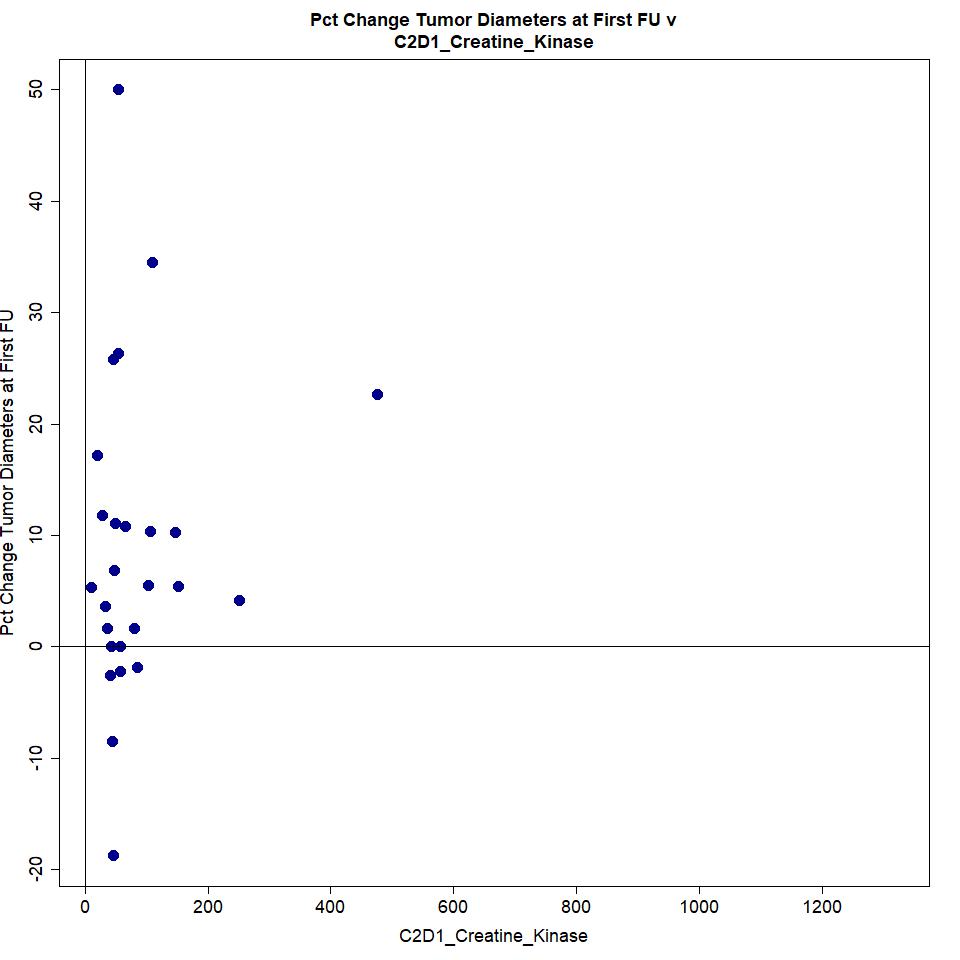 Pct Change Tumor Diameters at First FU v
C2D1_Creatine_Kinase
Pct Change Tumor Diameters at First FU
50
40
30
20
10
0
-10
-20
0 200 400 600 800 1000 1200
C2D1_Creatine_Kinase